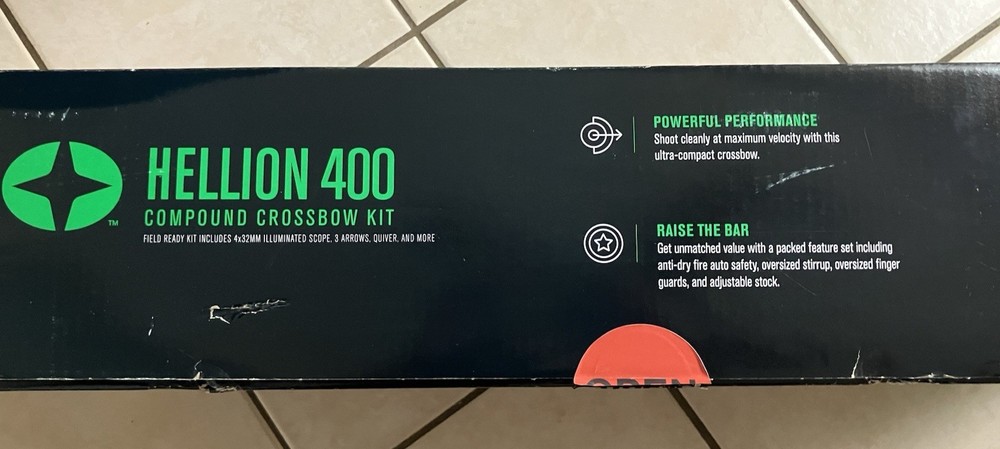 HELLION 400
COMPOUND CROSSBOW KIT
FIELD READY KIT INCLUDES 4x32MM ILLUMINATED SCOPE, 3 ARROWS, QUIVER, AND MORE
TM
POWERFUL PERFORMANCE
Shoot cleanly at maximum velocity with this
ultra-compact crossbow.
RAISE THE BAR
Get unmatched value with a packed feature set including
anti-dry fire auto safety, oversized stirrup, oversized finger
guards, and adjustable stock.
OPEN